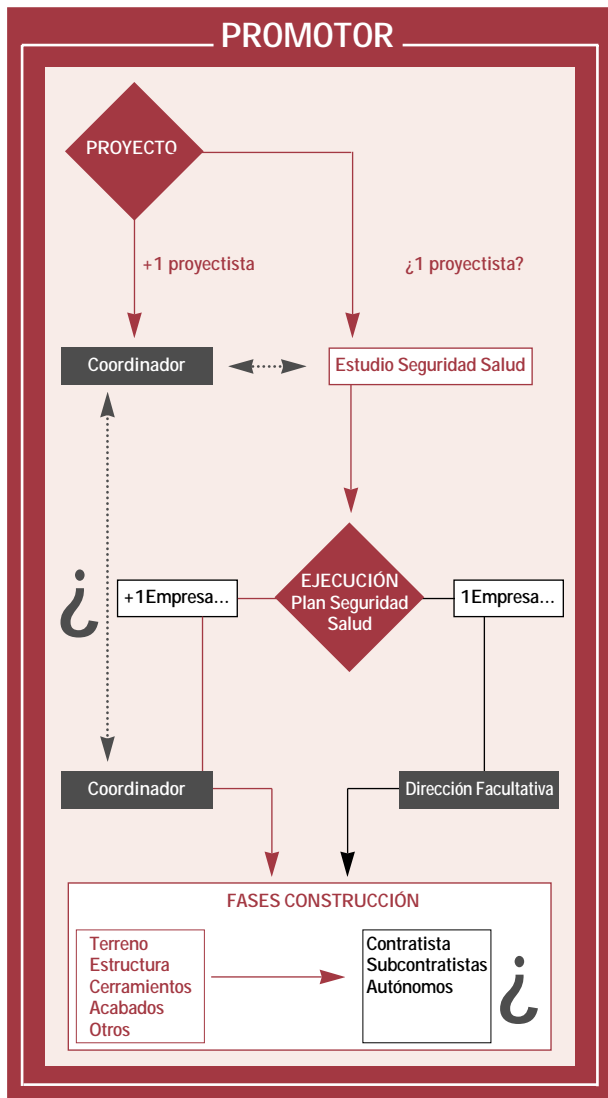 PROMOTOR
PROYECTO
+1 proyectista
¿1 proyectista?
Coordinador
Estudio Seguridad Salud
¿
EJECUCIÓN
Plan Seguridad
Salud
+1Empresa...
1Empresa...
Coordinador
Dirección Facultativa
FASES CONSTRUCCIÓN
Terreno
Estructura
Cerramientos
Acabados
Otros
Contratista
Subcontratistas
Autónomos
¿